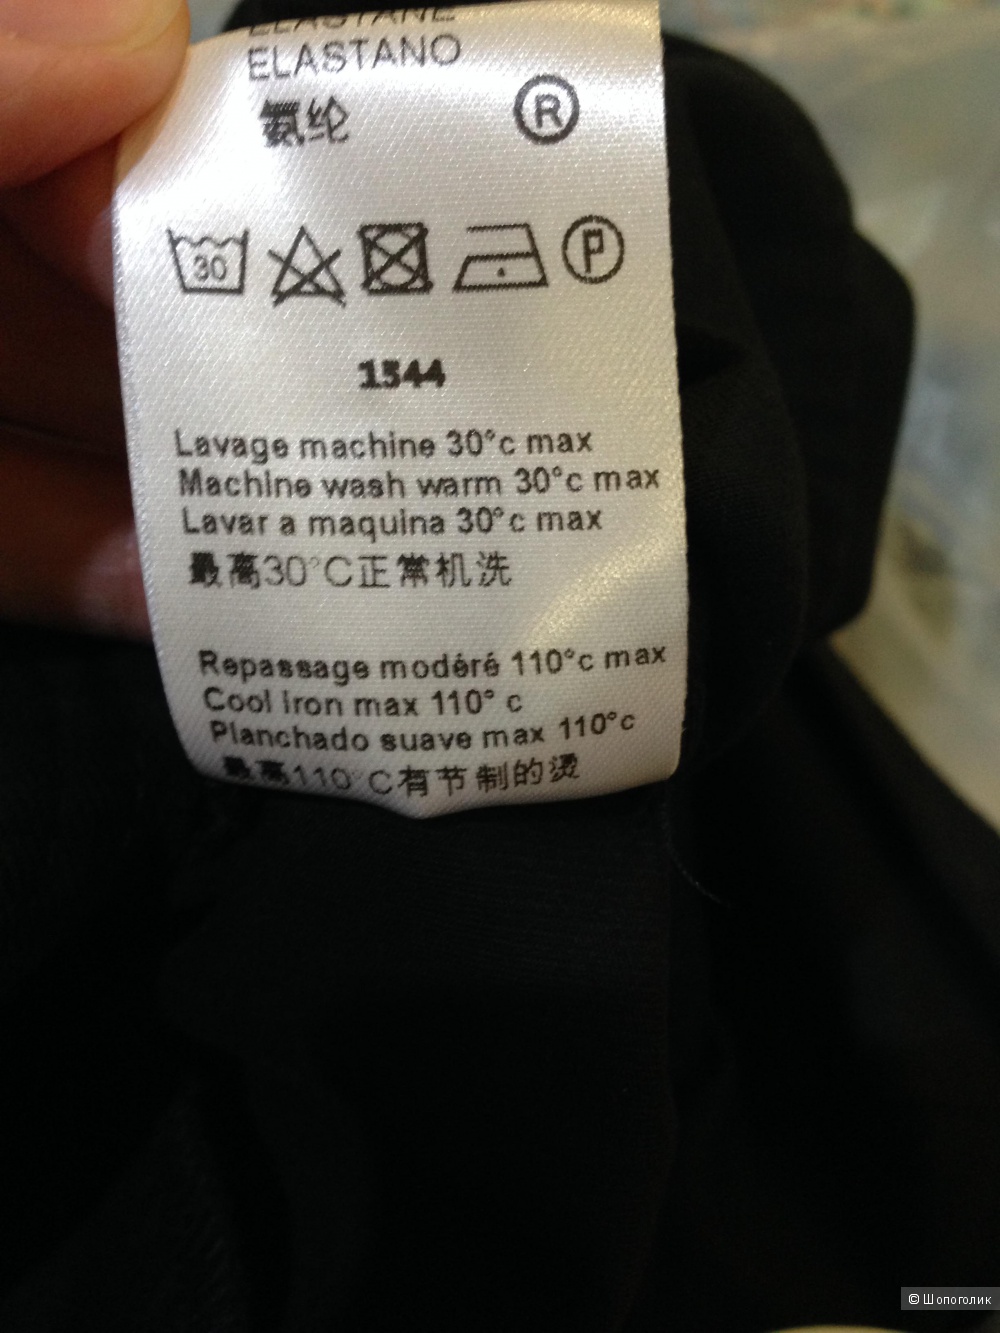 ELASTANE
ELASTANO
氨纶
R
30
P
1544
Lavage machine 30°c max
Machine wash warm 30°c max
Lavar a maquina 30°c max
最高30°C正常机洗
Repassage modéré 110°c max
Cool Iron max 110° c
Planchado suave max 110°c
最高110°C有节制的烫
© Шопоголик